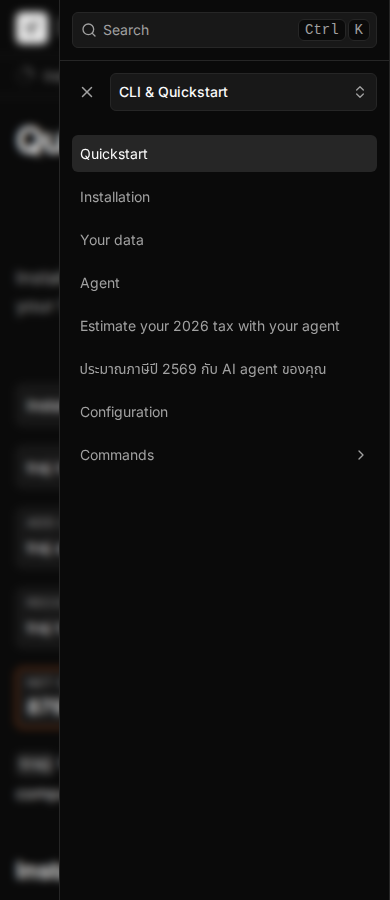 Search Ctrl K
CLI & Quickstart
Quickstart
Installation
Your data
Agent
Estimate your 2026 tax with your agent
ประมาณภาษีปี 2569 กับ AI agent ของคุณ
Configuration
Commands